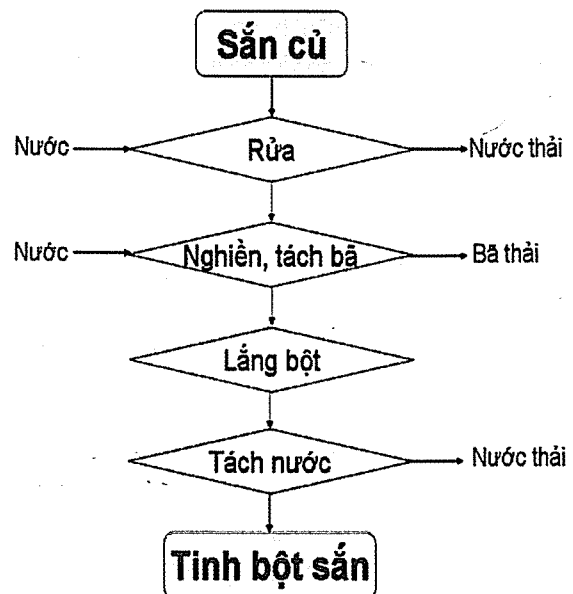 Sắn củ
Nước
Rửa
Nước thải
Nước
Nghiền, tách bã
Bã thải
Lắng bột
Tách nước
Nước thải
Tinh bột sắn